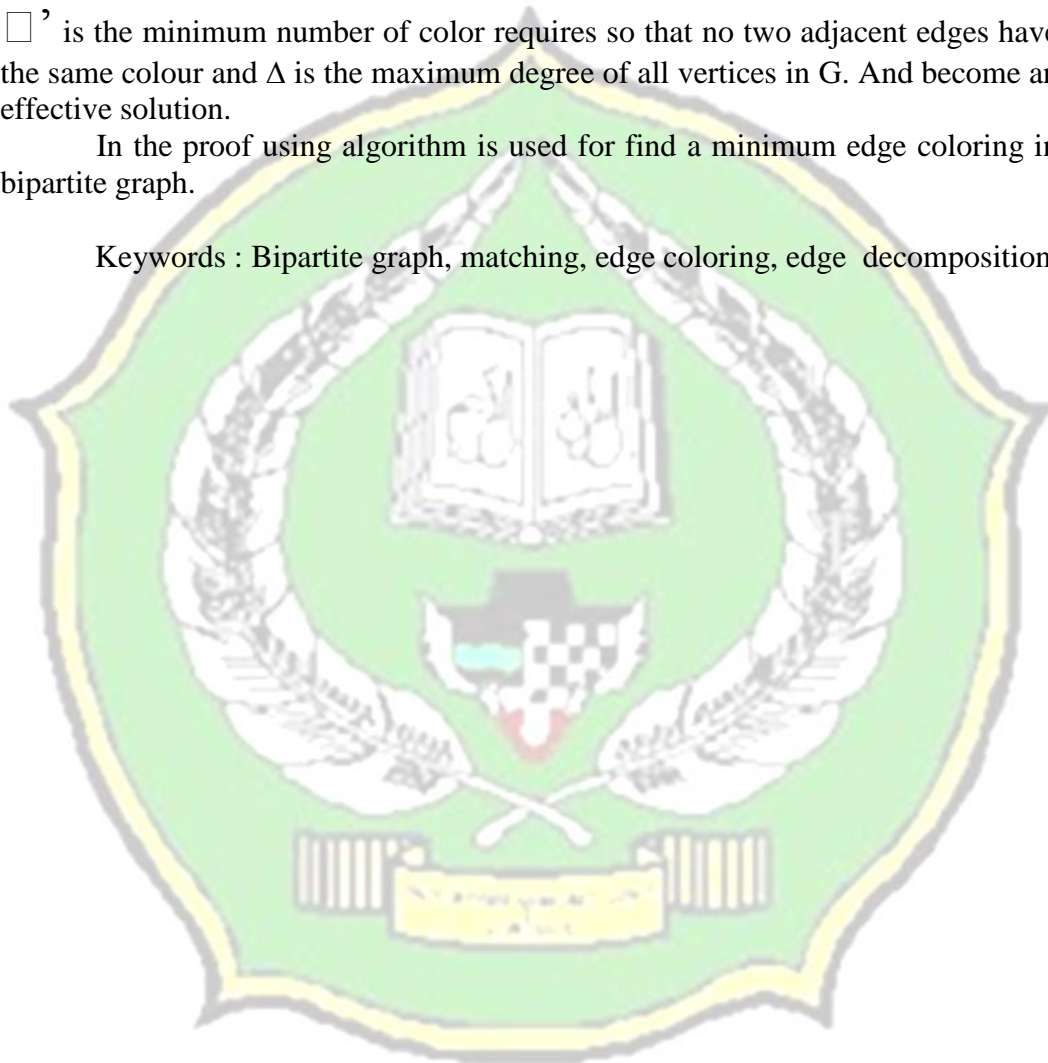 □’ is the minimum number of color requires so that no two adjacent edges have
the same colour and Δ is the maximum degree of all vertices in G. And become an
effective solution.
In the proof using algorithm is used for find a minimum edge coloring in
bipartite graph.
Keywords : Bipartite graph, matching, edge coloring, edge decomposition